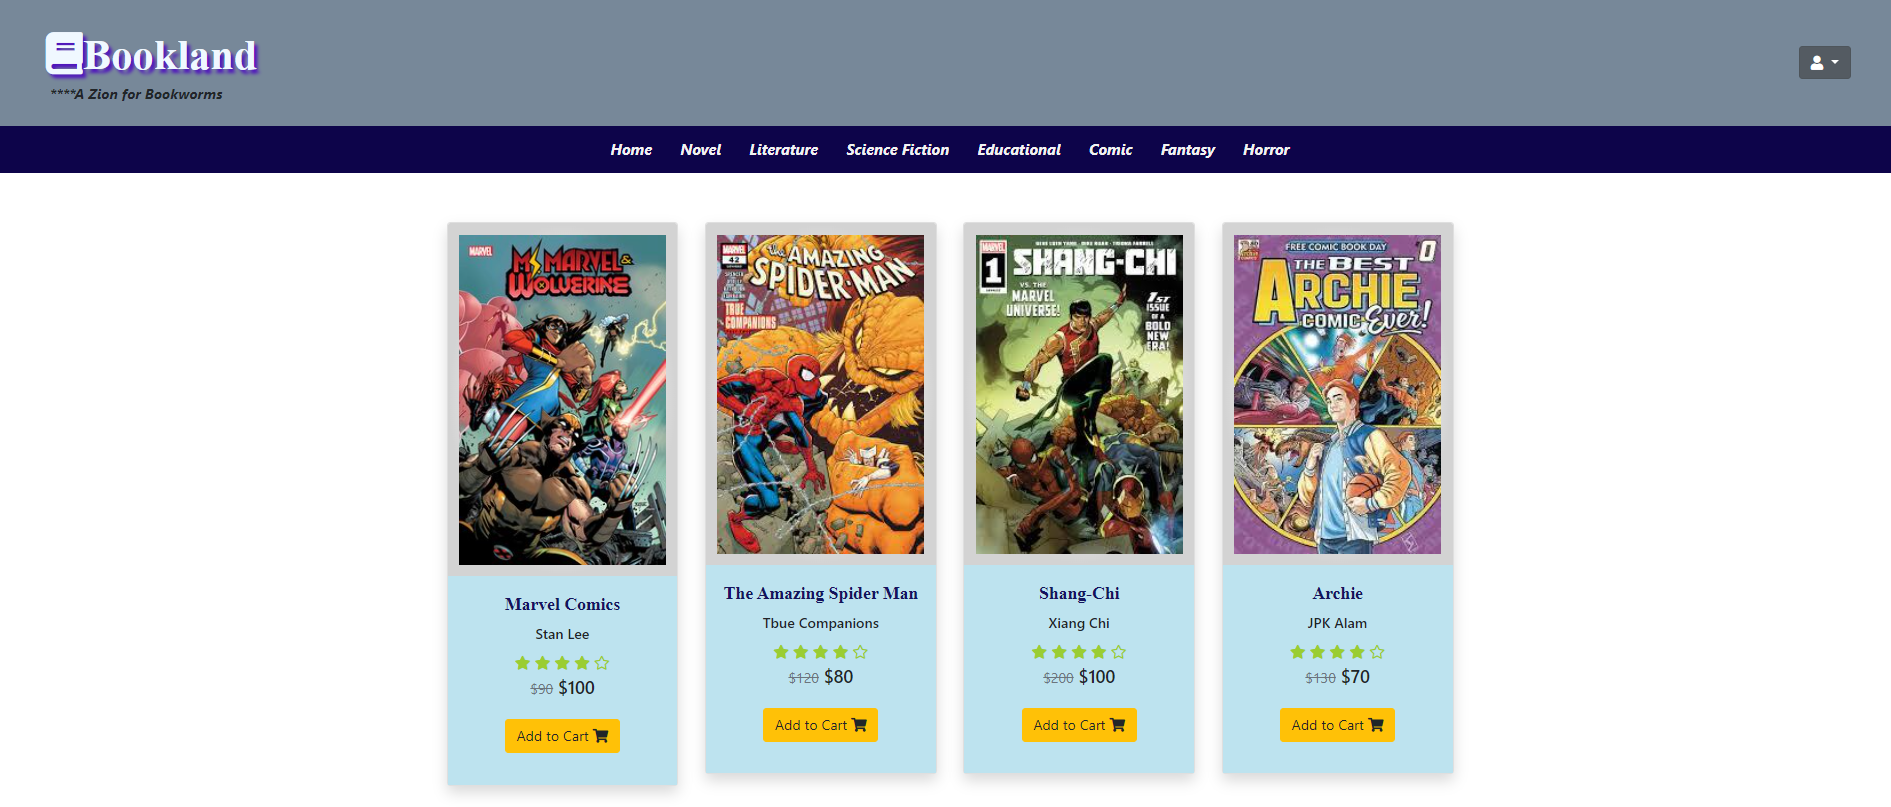 Bookland
****A Zion for Bookworms
Home Novel Literature Science Fiction Educational Comic Fantasy Horror
MARVEL
MS MARVEL &
WOLVERINE
Marvel Comics
Stan Lee
$90 $100
Add to Cart
MARVEL
42
the AMAZING
SPIDER-MAN
TRUE
COMPANIONS
The Amazing Spider Man
Tbue Companions
$120 $80
Add to Cart
MARVEL
1
SHANG-CHI
VS. THE
MARVEL
UNIVERSE!
1ST
ISSUE
OF A
BOLD
NEW
ERA!
Shang-Chi
Xiang Chi
$200 $100
Add to Cart
FREE COMIC BOOK DAY
#0
THE BEST
ARCHIE
COMIC Ever!
Archie
JPK Alam
$130 $70
Add to Cart